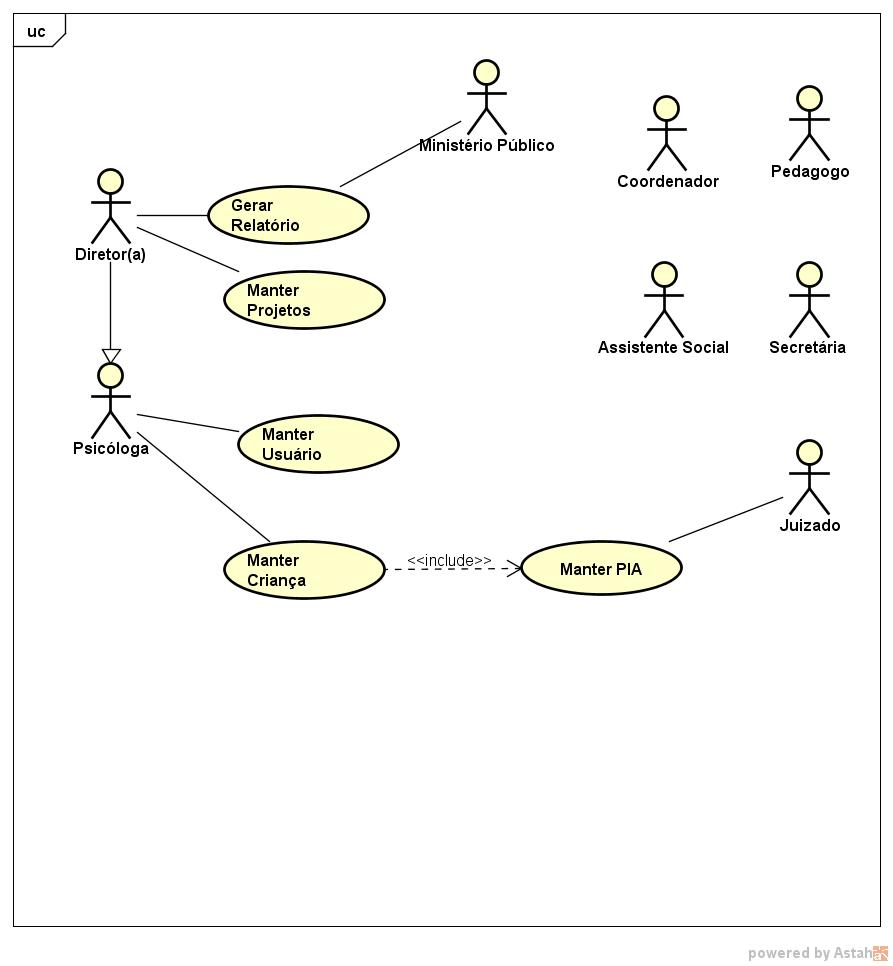 uc
Ministério Público
Coordenador
Pedagogo
Diretor(a)
Gerar
Relatório
Manter
Projetos
Assistente Social
Secretária
Psicóloga
Manter
Usuário
Juizado
Manter
Criança
<<include>>
Manter PIA
powered by Astah